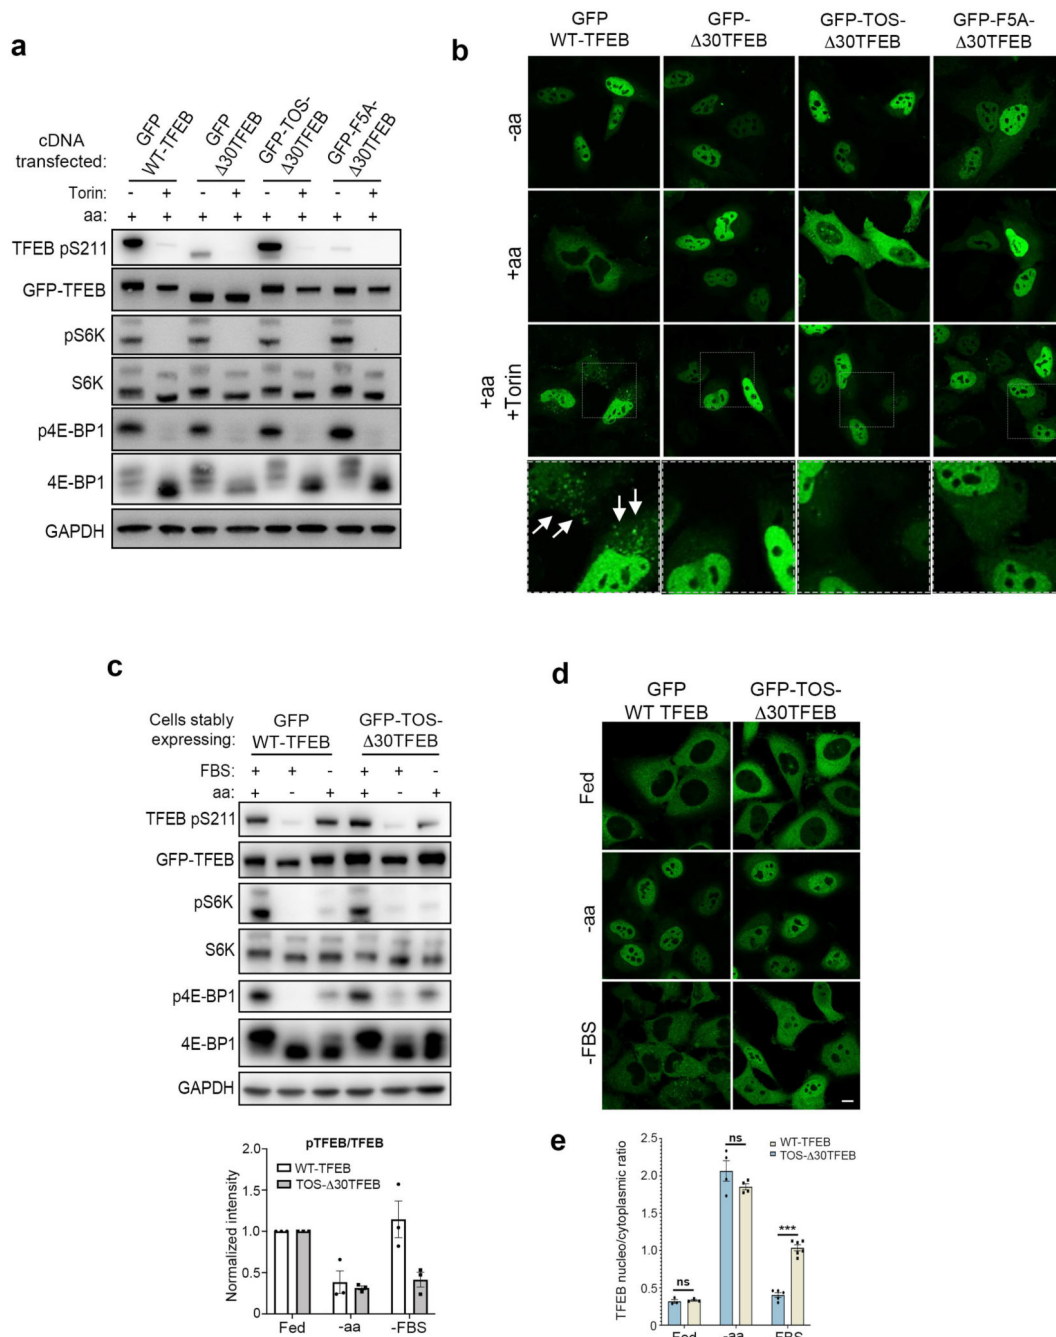 a
cDNA
transfected:
GFP
WT-TFEB
GFP
Δ30TFEB
GFP-TOS-
Δ30TFEB
GFP-F5A-
Δ30TFEB
Torin: - + - + - + - +
aa: + + + + + + + +
TFEB pS211
GFP-TFEB
pS6K
S6K
p4E-BP1
4E-BP1
GAPDH
b
GFP
WT-TFEB
GFP-
Δ30TFEB
GFP-TOS-
Δ30TFEB
GFP-F5A-
Δ30TFEB
-aa
+aa
+aa
+Torin
c
Cells stably
expressing:
GFP
WT-TFEB
GFP-TOS-
Δ30TFEB
FBS: + + - + + -
aa: + - + + - +
TFEB pS211
GFP-TFEB
pS6K
S6K
p4E-BP1
4E-BP1
GAPDH
pTFEB/TFEB
Normalized intensity
2.0
1.5
1.0
0.5
0
WT-TFEB
TOS-Δ30TFEB
Fed -aa -FBS
d
GFP
WT TFEB
GFP-TOS-
Δ30TFEB
Fed
-aa
-FBS
e
TFEB nucleo/cytoplasmic ratio
2.5
2.0
1.5
1.0
0.5
0
ns
ns
***
WT-TFEB
TOS-Δ30TFEB
Fed -aa -FBS